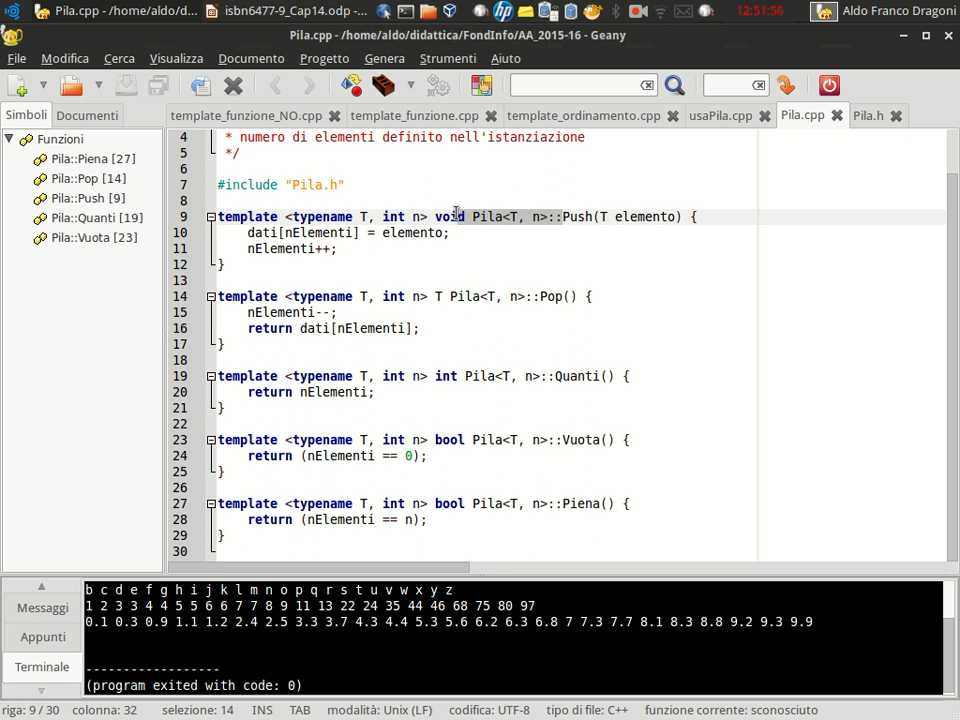 Pila.cpp - /home/aldo/d... isbn6477-9_Cap14.odp -... 12:51:56 Aldo Franco Dragoni
Pila.cpp - /home/aldo/didattica/FondInfo/AA_2015-16 - Geany
File Modifica Cerca Visualizza Documento Progetto Genera Strumenti Aiuto
Simboli Documenti template_funzione_NO.cpp template_funzione.cpp template_ordinamento.cpp usaPila.cpp Pila.cpp Pila.h
Funzioni
Pila::Piena [27]
Pila::Pop [14]
Pila::Push [9]
Pila::Quanti [19]
Pila::Vuota [23]
4 * numero di elementi definito nell'istanziazione
5 */
6
7 #include "Pila.h"
8
9 template <typename T, int n> void Pila<T, n>::Push(T elemento) {
10 dati[nElementi] = elemento;
11 nElementi++;
12 }
13
14 template <typename T, int n> T Pila<T, n>::Pop() {
15 nElementi--;
16 return dati[nElementi];
17 }
18
19 template <typename T, int n> int Pila<T, n>::Quanti() {
20 return nElementi;
21 }
22
23 template <typename T, int n> bool Pila<T, n>::Vuota() {
24 return (nElementi == 0);
25 }
26
27 template <typename T, int n> bool Pila<T, n>::Piena() {
28 return (nElementi == n);
29 }
30
Messaggi
Appunti
Terminale
b c d e f g h i j k l m n o p q r s t u v w x y z
1 2 3 3 4 4 5 5 6 6 7 7 8 9 11 13 22 24 35 44 46 68 75 80 97
0.1 0.3 0.9 1.1 1.2 2.4 2.5 3.3 3.7 4.3 4.4 5.3 5.6 6.2 6.3 6.8 7 7.3 7.7 8.1 8.3 8.8 9.2 9.3 9.9
------------------
(program exited with code: 0)
riga: 9 / 30 colonna: 32 selezione: 14 INS TAB modalità: Unix (LF) codifica: UTF-8 tipo di file: C++ funzione corrente: sconosciuto